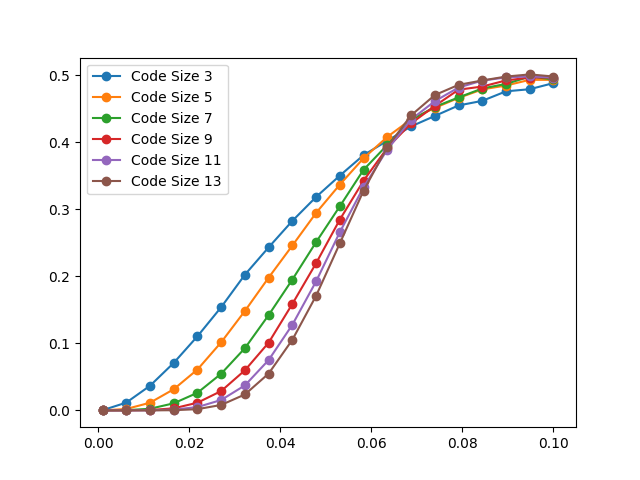 Code Size 3
Code Size 5
Code Size 7
Code Size 9
Code Size 11
Code Size 13
0.5
0.4
0.3
0.2
0.1
0.0
0.00 0.02 0.04 0.06 0.08 0.10